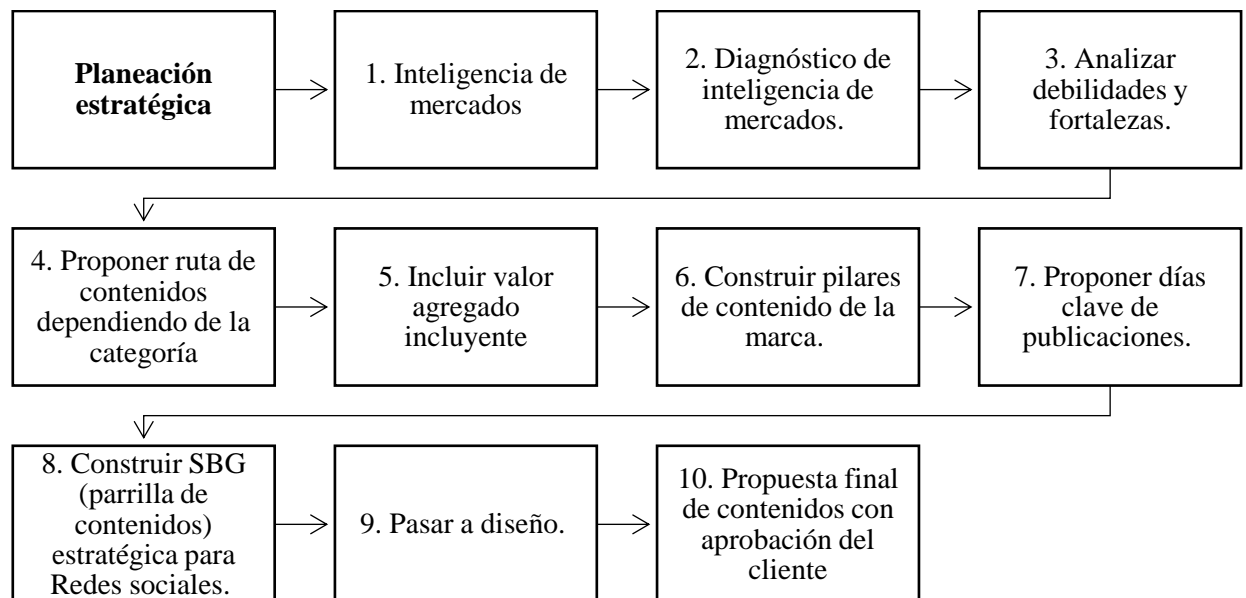 Planeación
estratégica
1. Inteligencia de
mercados
2. Diagnóstico de
inteligencia de
mercados.
3. Analizar
debilidades y
fortalezas.
4. Proponer ruta de
contenidos
dependiendo de la
categoría
5. Incluir valor
agregado
incluyente
6. Construir pilares
de contenido de la
marca.
7. Proponer días
clave de
publicaciones.
8. Construir SBG
(parrilla de
contenidos)
estratégica para
Redes sociales.
9. Pasar a diseño.
10. Propuesta final
de contenidos con
aprobación del
cliente